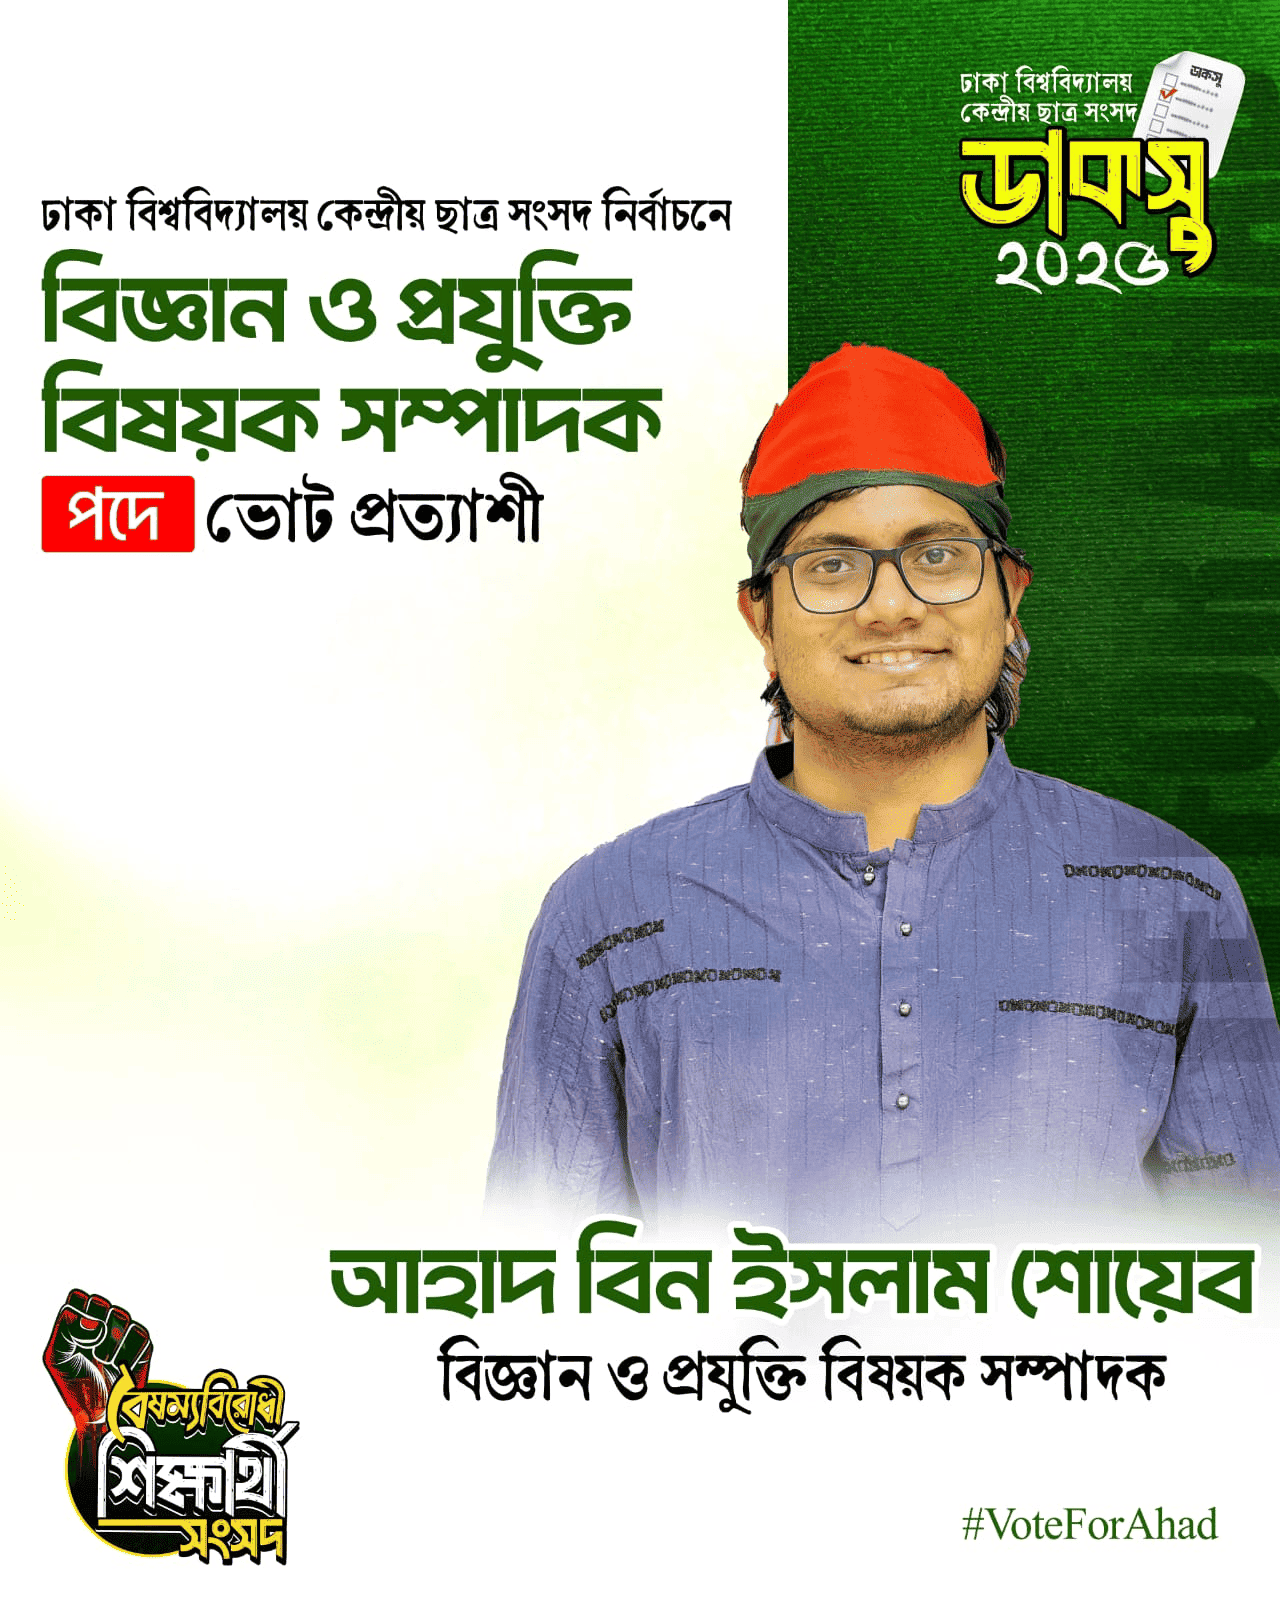 ঢাকা বিশ্ববিদ্যালয়
কেন্দ্রীয় ছাত্র সংসদ
ডাকসু
ডাকসু
২০২৫
ঢাকা বিশ্ববিদ্যালয় কেন্দ্রীয় ছাত্র সংসদ নির্বাচনে
বিজ্ঞান ও প্রযুক্তি
বিষয়ক সম্পাদক
পদে ভোট প্রত্যাশী
আহাদ বিন ইসলাম শোয়েব
বিজ্ঞান ও প্রযুক্তি বিষয়ক সম্পাদক
বৈষম্যবিরোধী
শিক্ষার্থী
সংসদ
#VoteForAhad